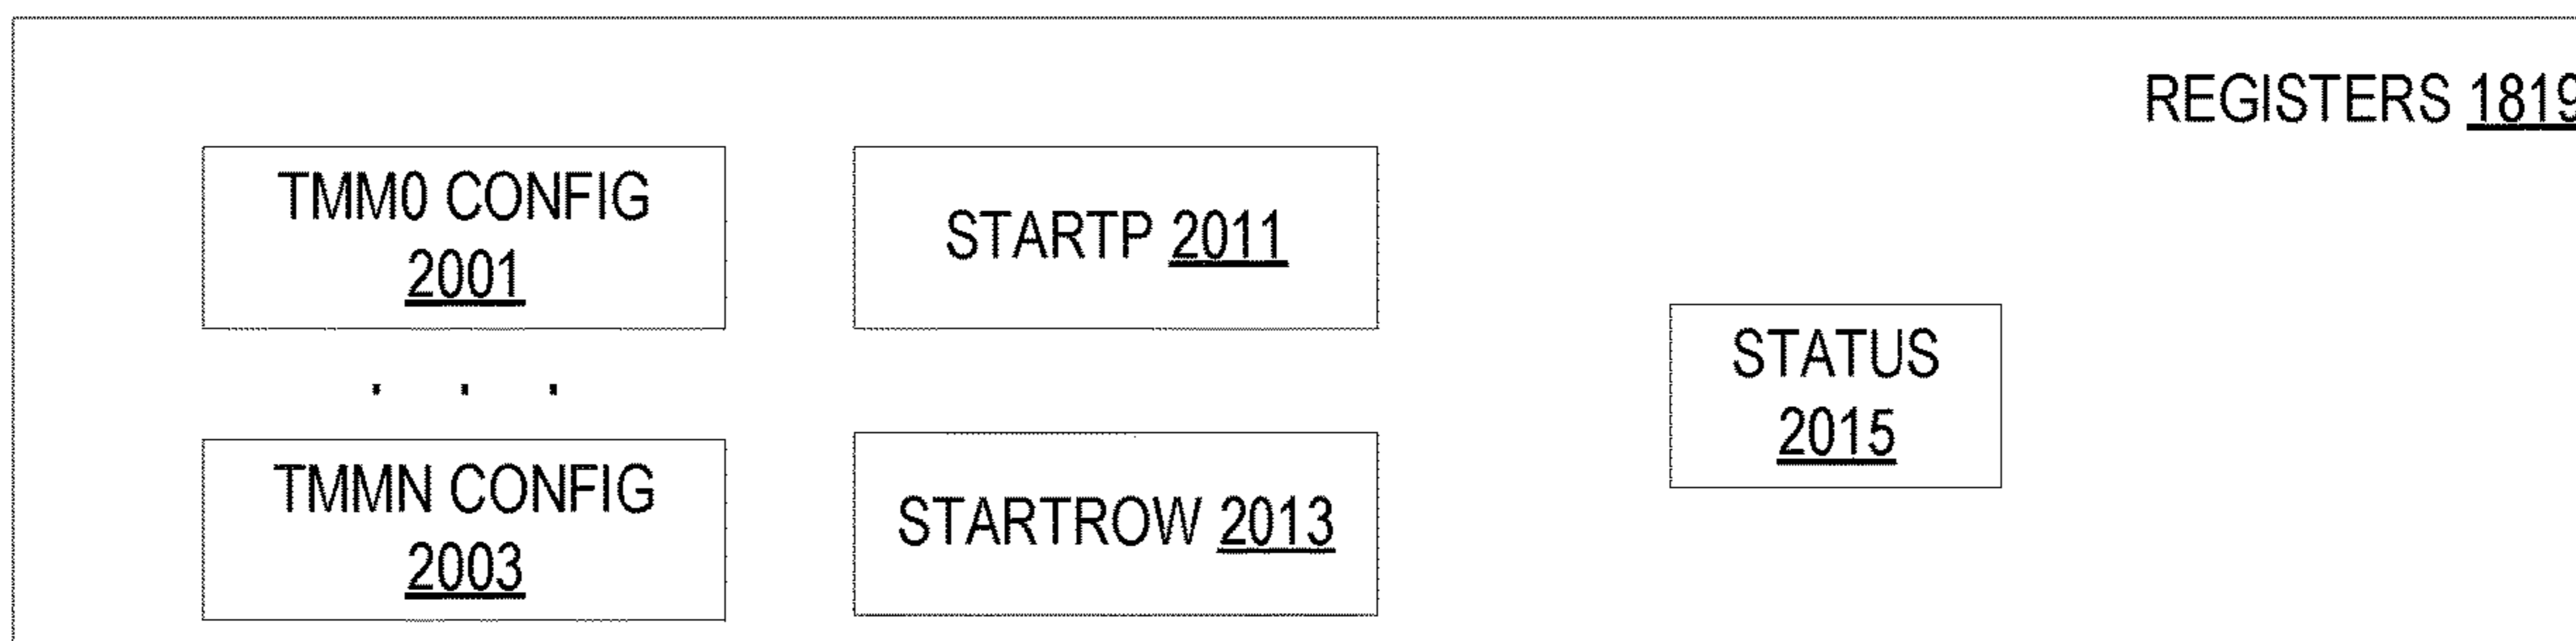 REGISTERS 1819
TMM0 CONFIG
2001
STARTP 2011
STATUS
2015
. . .
TMMN CONFIG
2003
STARTROW 2013